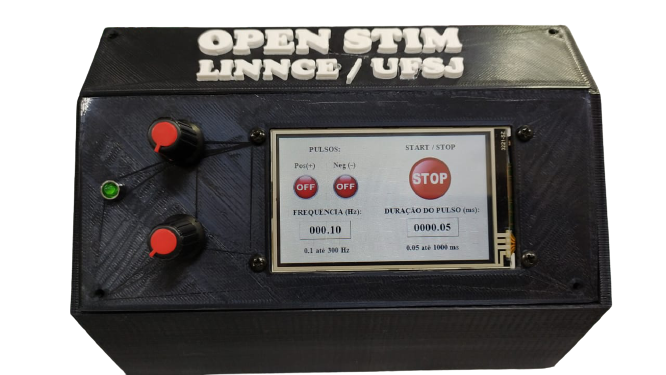 OPEN STIM
LINNCE / UFSJ
PULSOS:
START / STOP
Pos(+) Neg (-)
OFF OFF
STOP
FREQUENCIA (Hz):
DURAÇÃO DO PULSO (ms):
000.10
0000.05
0.1 até 300 Hz
0.05 até 1000 ms